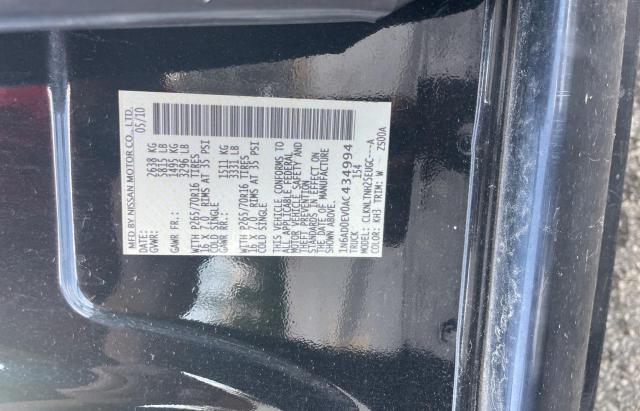 MFD BY NISSAN MOTOR CO., LTD.
DATE: 05/10
GVWR: 2638 KG
5815 LB
GAWR FR: 1495 KG
3296 LB
WITH P265/70R16 TIRES
16 X 7.0 RIMS AT 35 PSI
COLD SINGLE
GAWR RR: 1511 KG
3331 LB
WITH P265/70R16 TIRES
16 X 7.0 RIMS AT 35 PSI
COLD SINGLE
THIS VEHICLE CONFORMS TO
ALL APPLICABLE FEDERAL
MOTOR VEHICLE SAFETY AND
THEFT PREVENTION
STANDARDS IN EFFECT ON
THE DATE OF MANUFACTURE
SHOWN ABOVE.
1N6AD0EV0AC434994
TRUCK 154
CLKNLTNH25EUGC--A
COLOR: KH3 TRIM: W Z500A